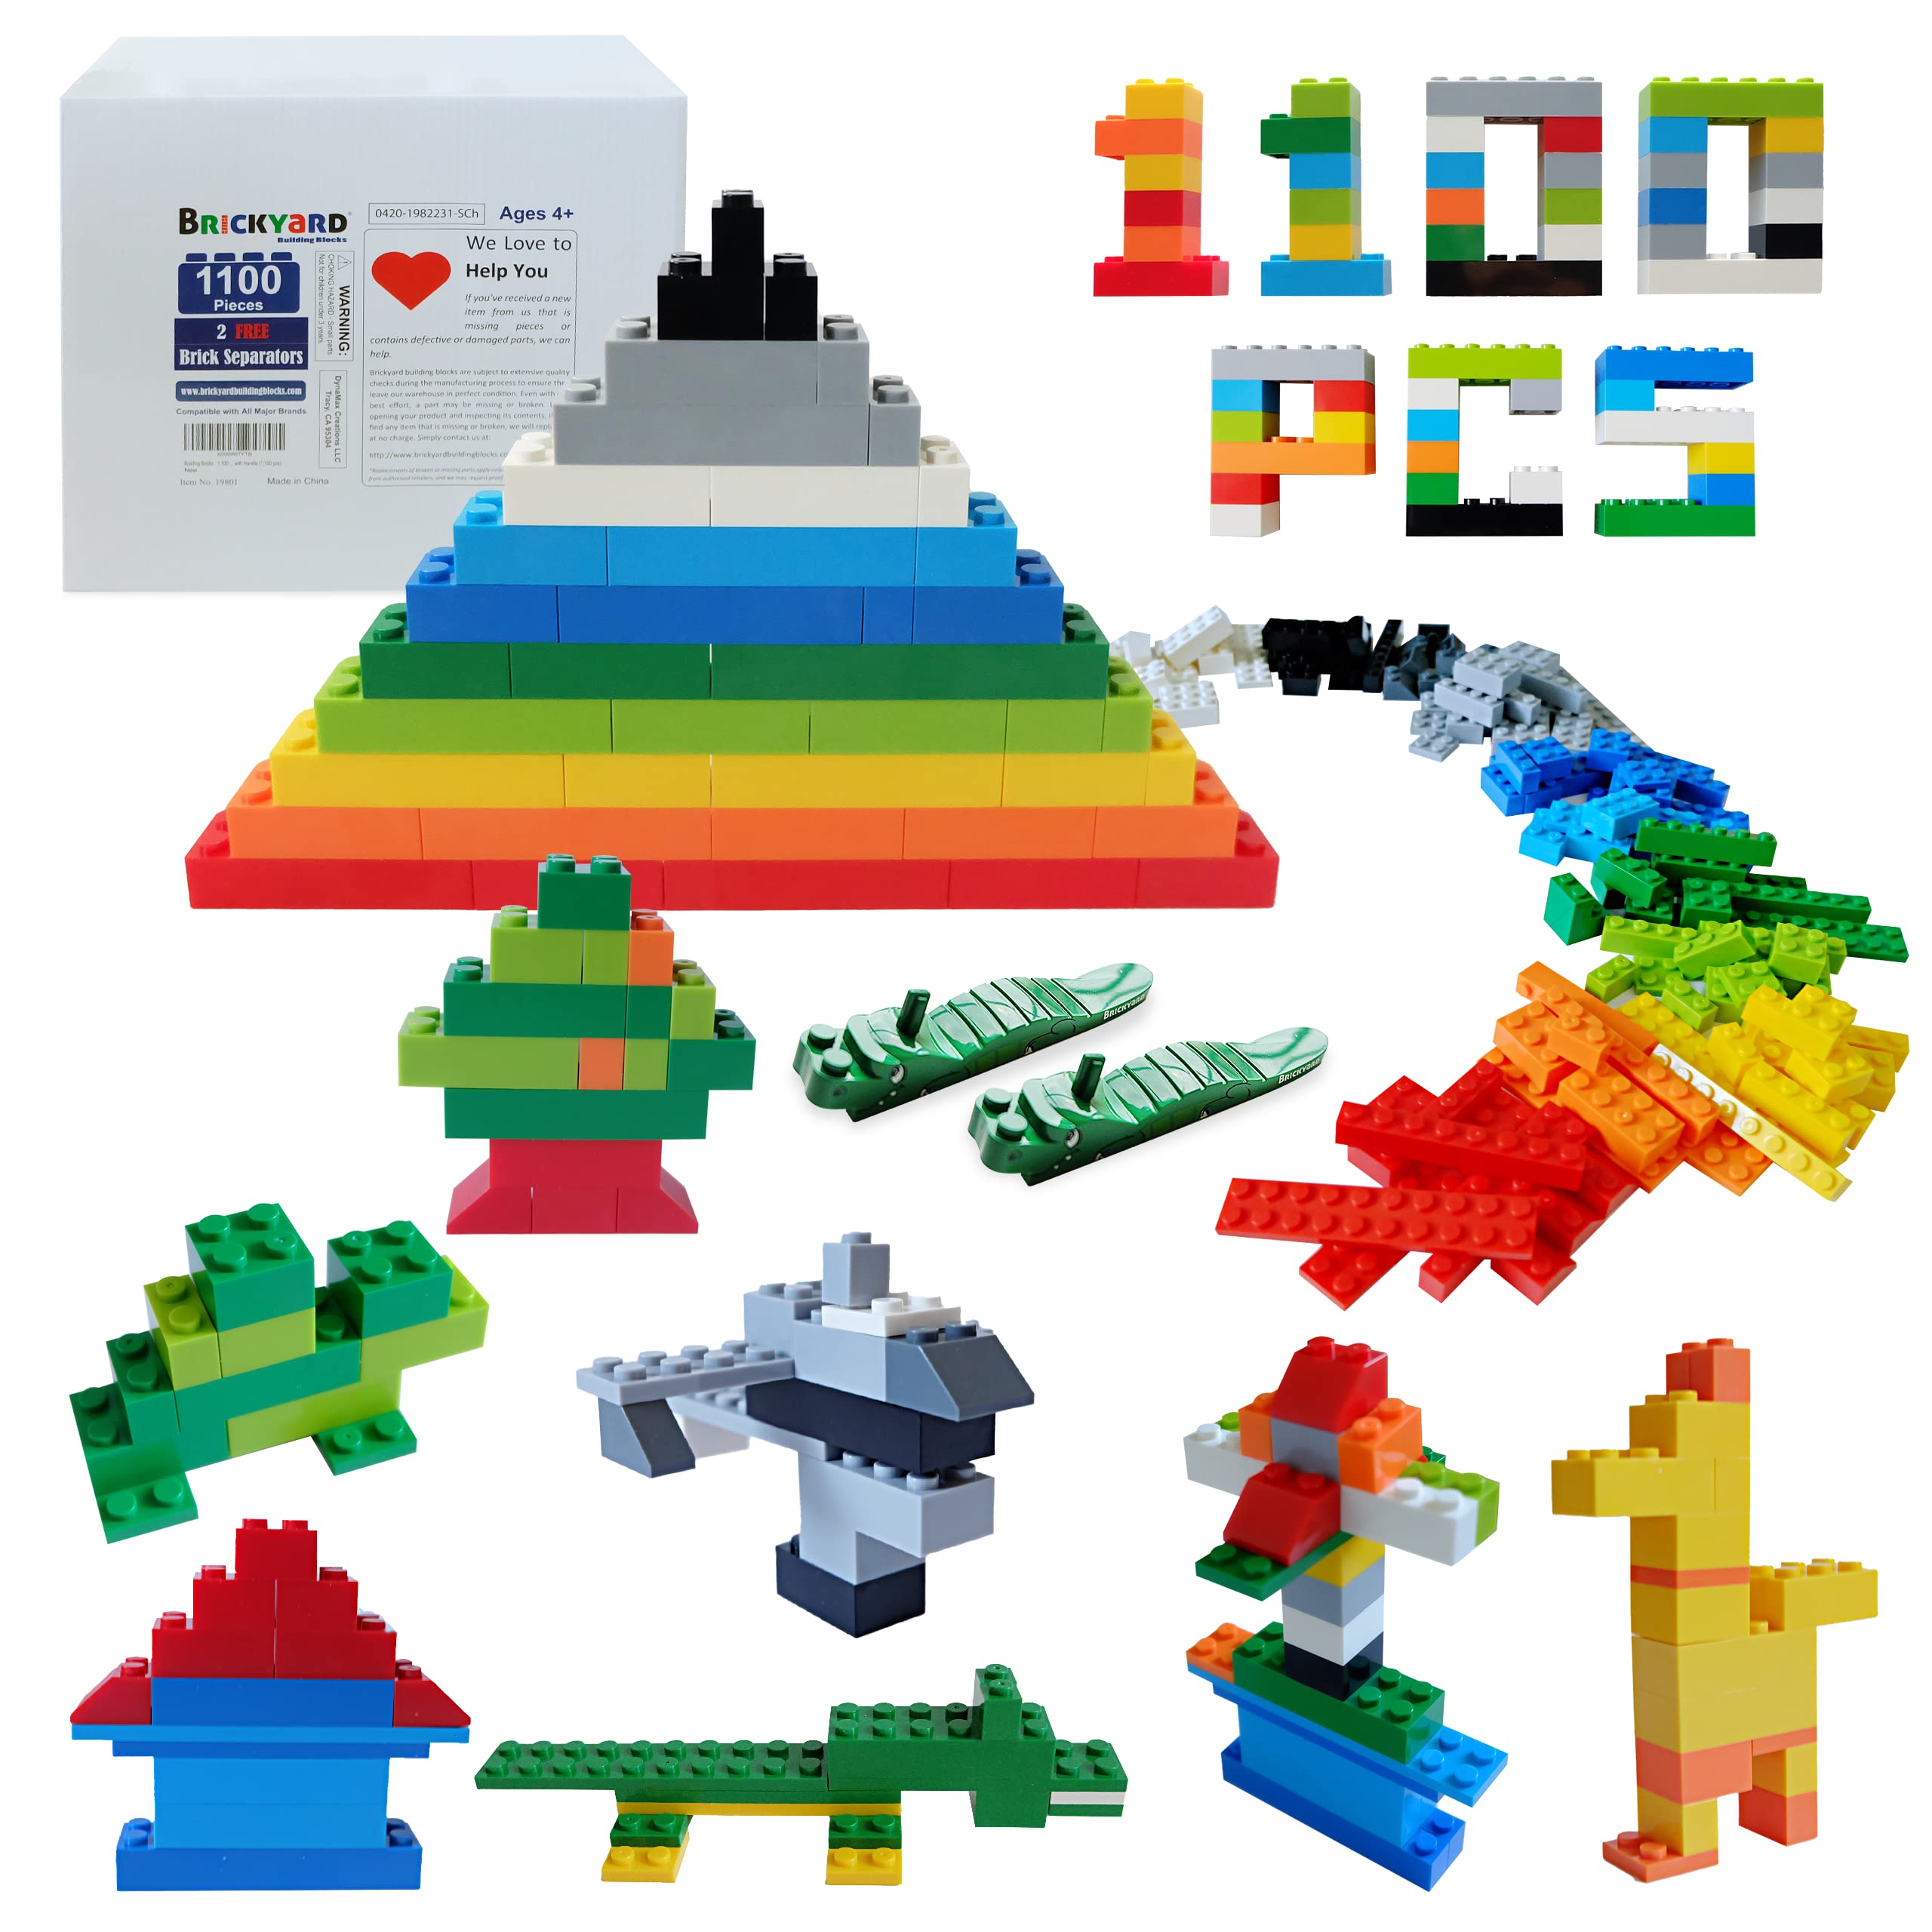 BRICKYARD
Building Blocks
1100
Pieces
2 FREE
Brick Separators
www.brickyardbuildingblocks.com
Compatible with All Major Brands
Item No. 19801
Made in China
WARNING:
CHOKING HAZARD - Small parts
Not for children under 3 years
DynaMax Creations LLC
Tracy, CA 95304
0420-1982231-SCh
Ages 4+
We Love to
Help You
If you've received a new
item from us that is
missing pieces or
contains defective or damaged parts, we can
help.
Brickyard building blocks are subject to extensive quality
checks during the manufacturing process to ensure the
leave our warehouse in perfect condition. Even with
best effort, a part may be missing or broken.
opening your product and inspecting its contents,
find any item that is missing or broken, we will repl
at no charge. Simply contact us at:
http://www.brickyardbuildingblocks.co
1100
PCS
BRICKYARD
BRICKYARD